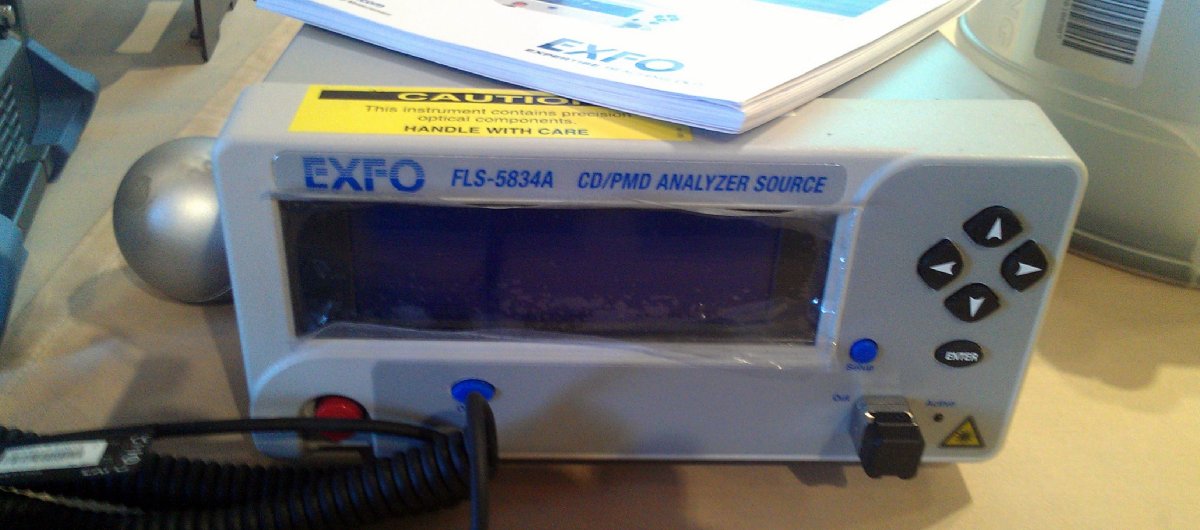 EXFO
CAUTION
This instrument contains precision
optical components.
HANDLE WITH CARE
EXFO FLS-5834A CD/PMD ANALYZER SOURCE
ENTER
Setup
Out
Active